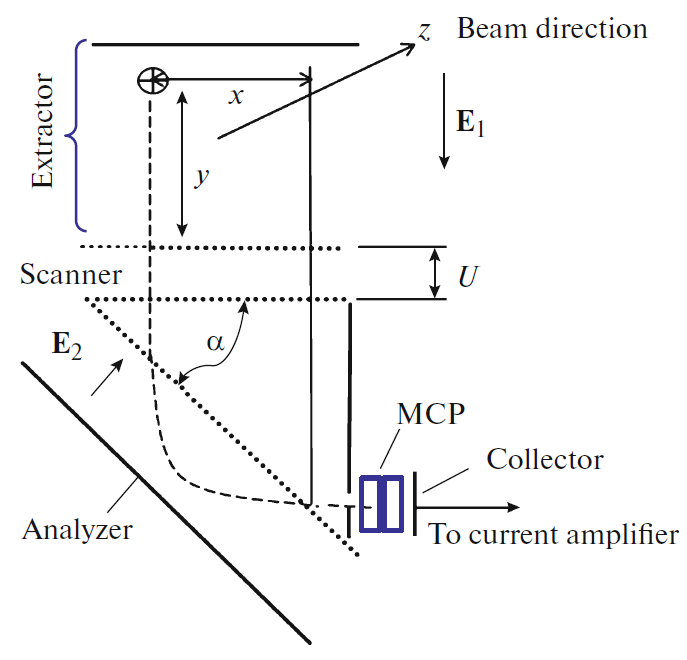 z Beam direction
x
E1
Extractor
y
Scanner
U
E2
α
MCP
Collector
Analyzer
To current amplifier